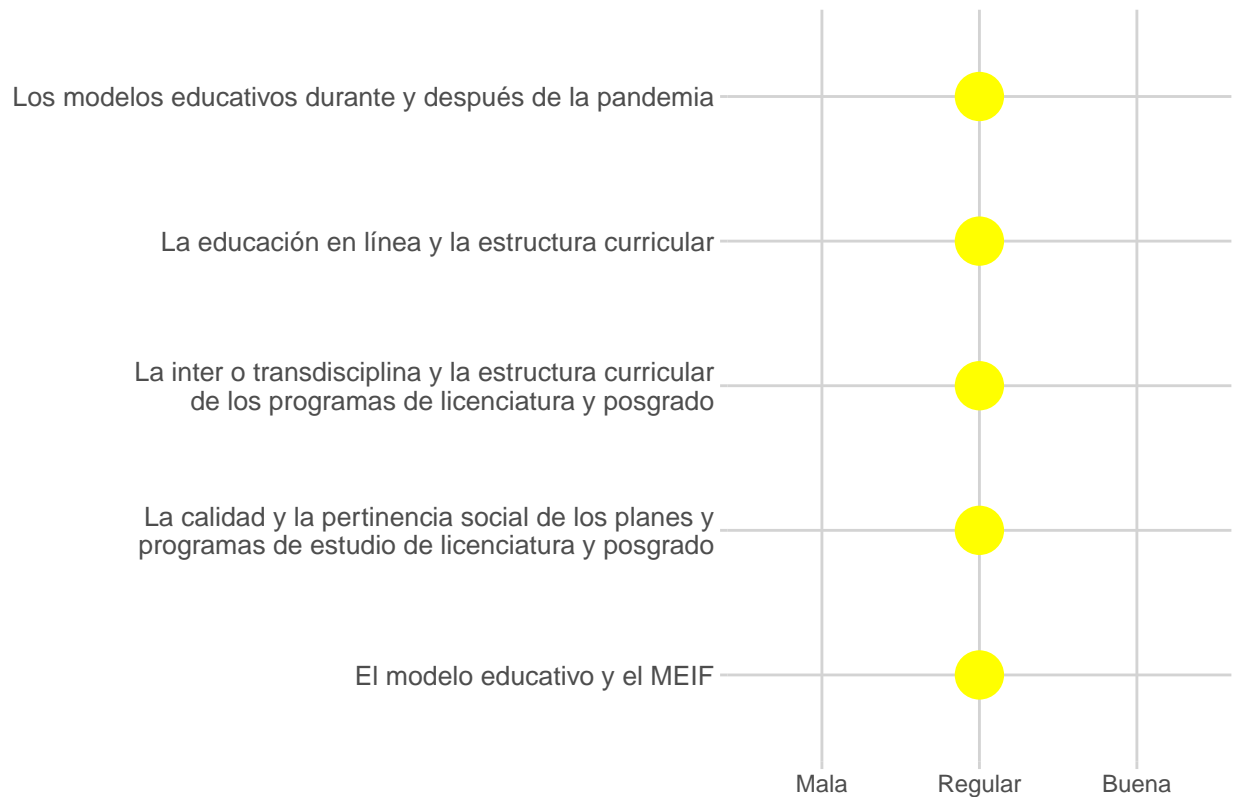 Los modelos educativos durante y después de la pandemia
La educación en línea y la estructura curricular
La inter o transdisciplina y la estructura curricular
de los programas de licenciatura y posgrado
La calidad y la pertinencia social de los planes y
programas de estudio de licenciatura y posgrado
El modelo educativo y el MEIF
Mala Regular Buena